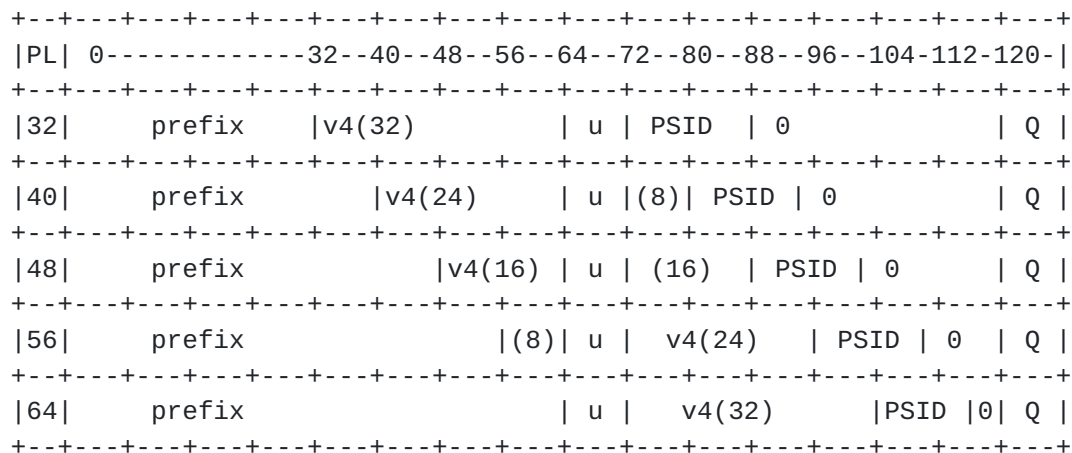 +--+---+---+---+---+---+---+---+---+---+---+---+---+---+---+---+---+
|PL| 0-------------32--40--48--56--64--72--80--88--96--104-112-120-|
+--+---+---+---+---+---+---+---+---+---+---+---+---+---+---+---+---+
|32|     prefix    |v4(32)         | u | PSID  | 0             | Q |
+--+---+---+---+---+---+---+---+---+---+---+---+---+---+---+---+---+
|40|     prefix        |v4(24)     | u |(8)| PSID | 0          | Q |
+--+---+---+---+---+---+---+---+---+---+---+---+---+---+---+---+---+
|48|     prefix            |v4(16) | u | (16)  | PSID | 0      | Q |
+--+---+---+---+---+---+---+---+---+---+---+---+---+---+---+---+---+
|56|     prefix                |(8)| u |  v4(24)   | PSID | 0  | Q |
+--+---+---+---+---+---+---+---+---+---+---+---+---+---+---+---+---+
|64|     prefix                    | u |   v4(32)      |PSID |0| Q |
+--+---+---+---+---+---+---+---+---+---+---+---+---+---+---+---+---+